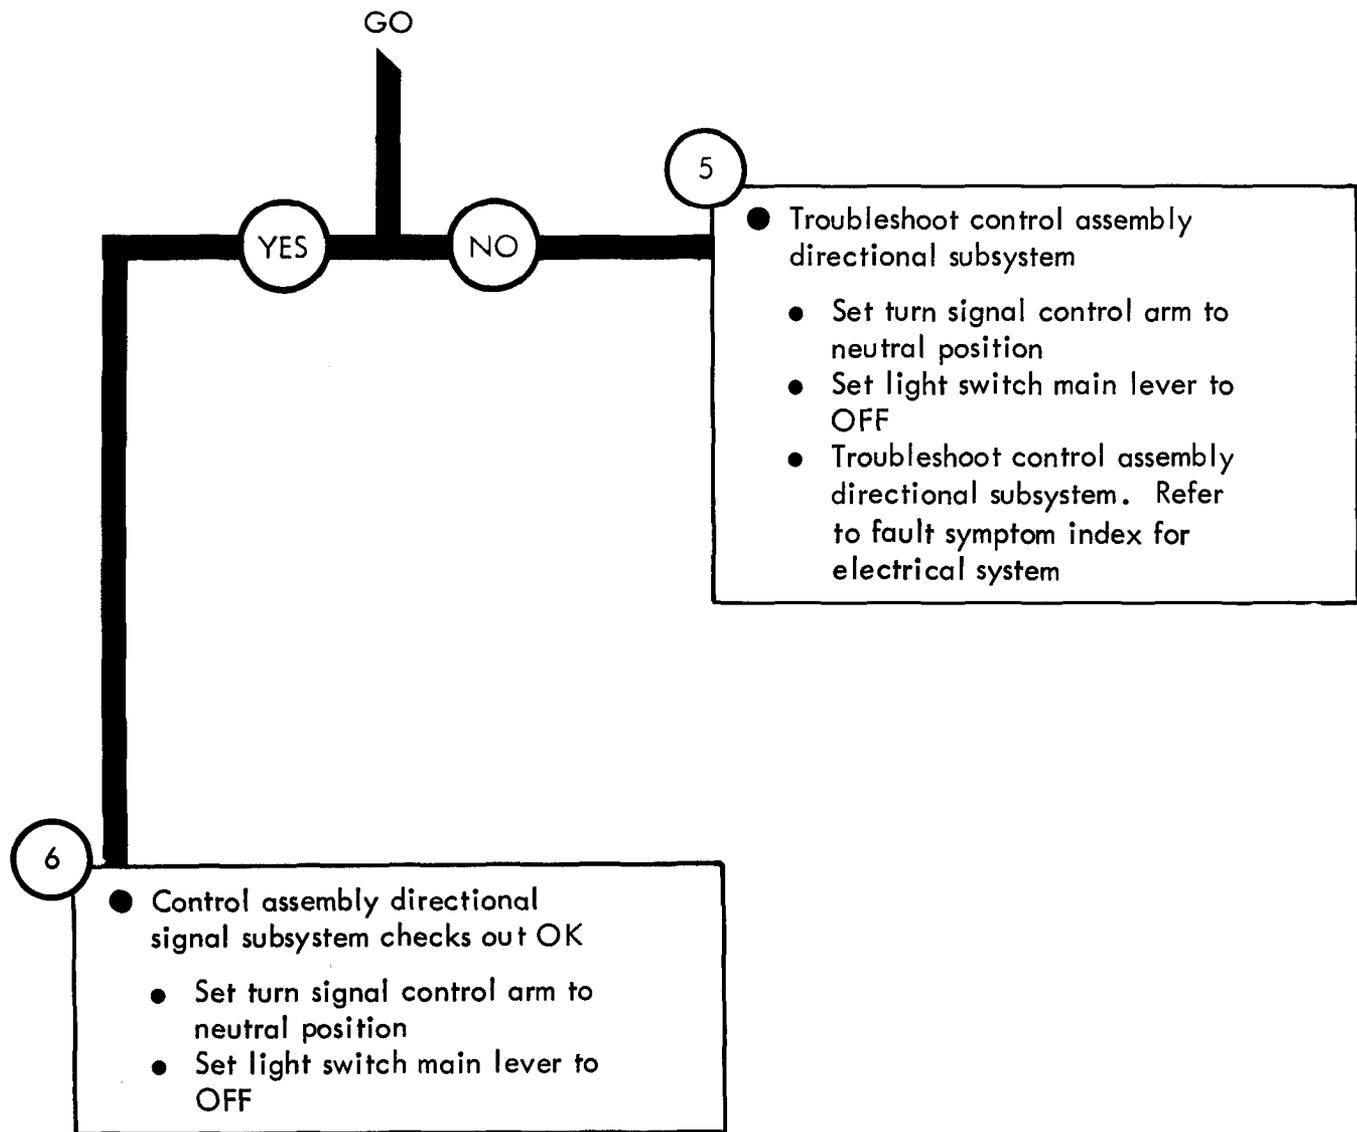 GO
YES
NO
5
● Troubleshoot control assembly
directional subsystem
● Set turn signal control arm to
neutral position
● Set light switch main lever to
OFF
● Troubleshoot control assembly
directional subsystem. Refer
to fault symptom index for
electrical system
6
● Control assembly directional
signal subsystem checks out OK
● Set turn signal control arm to
neutral position
● Set light switch main lever to
OFF